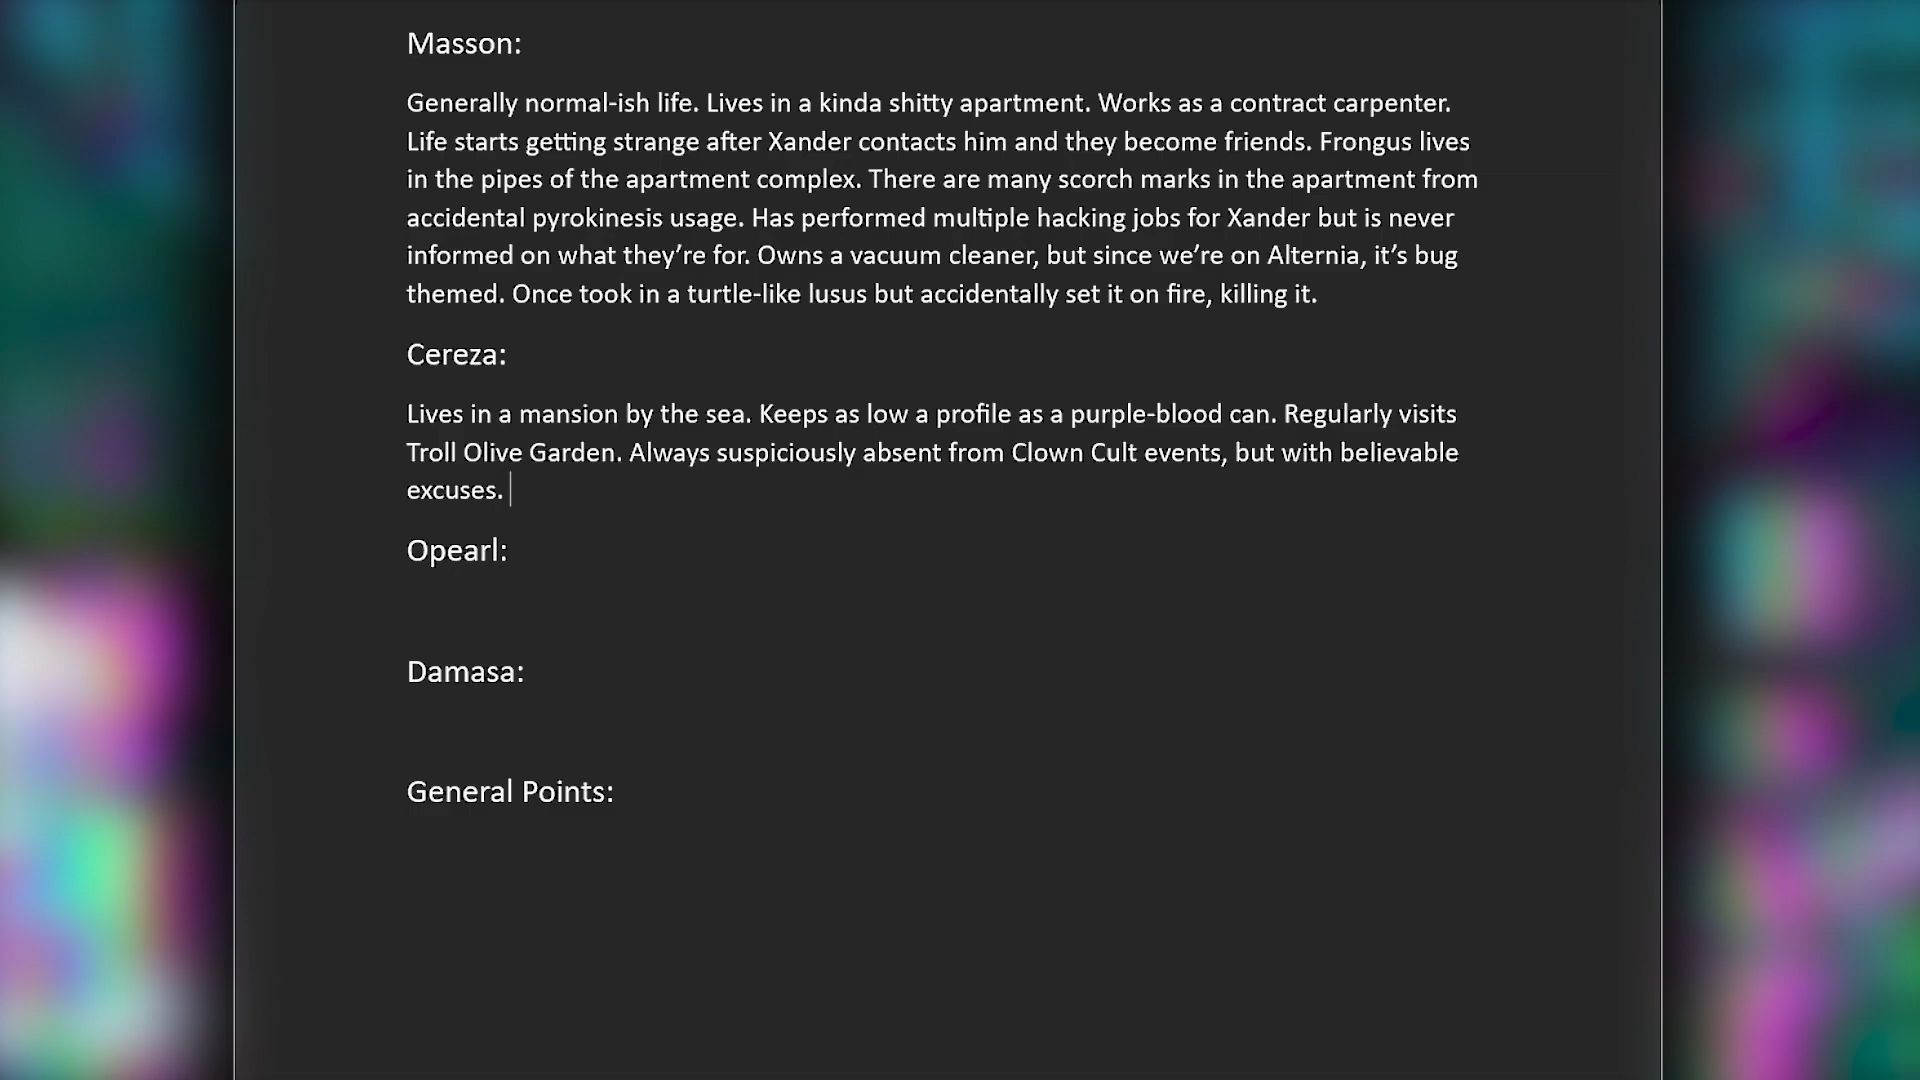 Masson:
Generally normal-ish life. Lives in a kinda shitty apartment. Works as a contract carpenter.
Life starts getting strange after Xander contacts him and they become friends. Frongus lives
in the pipes of the apartment complex. There are many scorch marks in the apartment from
accidental pyrokinesis usage. Has performed multiple hacking jobs for Xander but is never
informed on what they’re for. Owns a vacuum cleaner, but since we’re on Alternia, it’s bug
themed. Once took in a turtle-like lusus but accidentally set it on fire, killing it.
Cereza:
Lives in a mansion by the sea. Keeps as low a profile as a purple-blood can. Regularly visits
Troll Olive Garden. Always suspiciously absent from Clown Cult events, but with believable
excuses.
Opearl:
Damasa:
General Points: